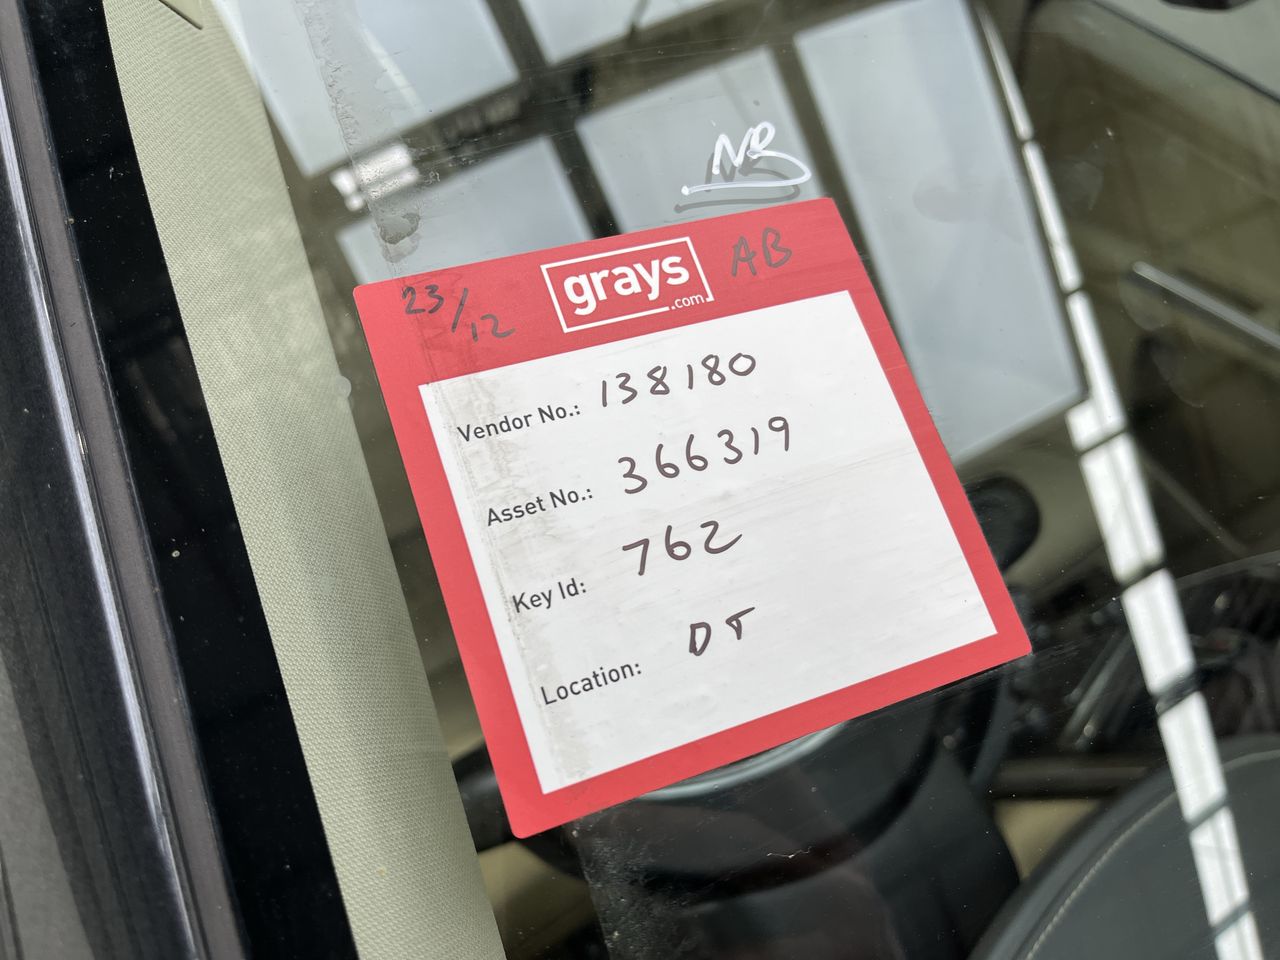 NB
23/12
grays
.com
AB
Vendor No.: 138180
Asset No.: 366319
Key Id: 762
Location: DT